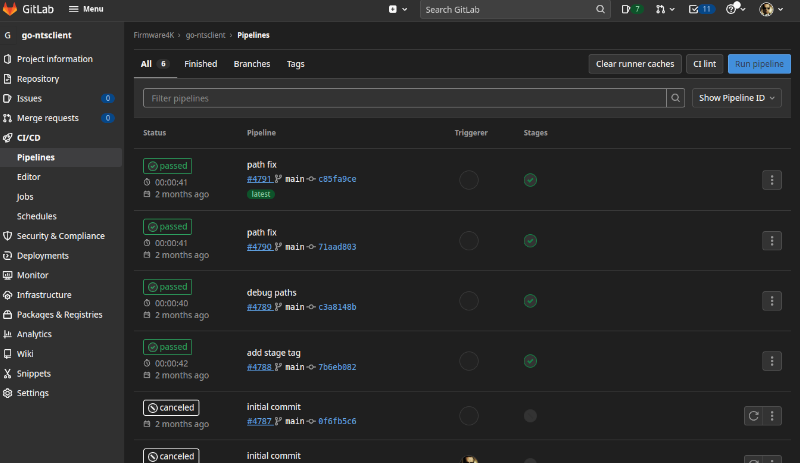 GitLab
Menu
Search GitLab
7
11
G go-ntsclient
Project information
Repository
Issues 0
Merge requests 0
CI/CD
Pipelines
Editor
Jobs
Schedules
Security & Compliance
Deployments
Monitor
Infrastructure
Packages & Registries
Analytics
Wiki
Snippets
Settings
Firmware4K › go-ntsclient › Pipelines
All 6 Finished Branches Tags
Clear runner caches CI lint Run pipeline
Filter pipelines
Show Pipeline ID
Status Pipeline Triggerer Stages
passed
00:00:41
2 months ago
path fix
#4791 main c85fa9ce
latest
passed
00:00:41
2 months ago
path fix
#4790 main 71aad803
passed
00:00:40
2 months ago
debug paths
#4789 main c3a8148b
passed
00:00:42
2 months ago
add stage tag
#4788 main 7b6eb082
canceled
2 months ago
initial commit
#4787 main 0f6fb5c6
canceled
initial commit